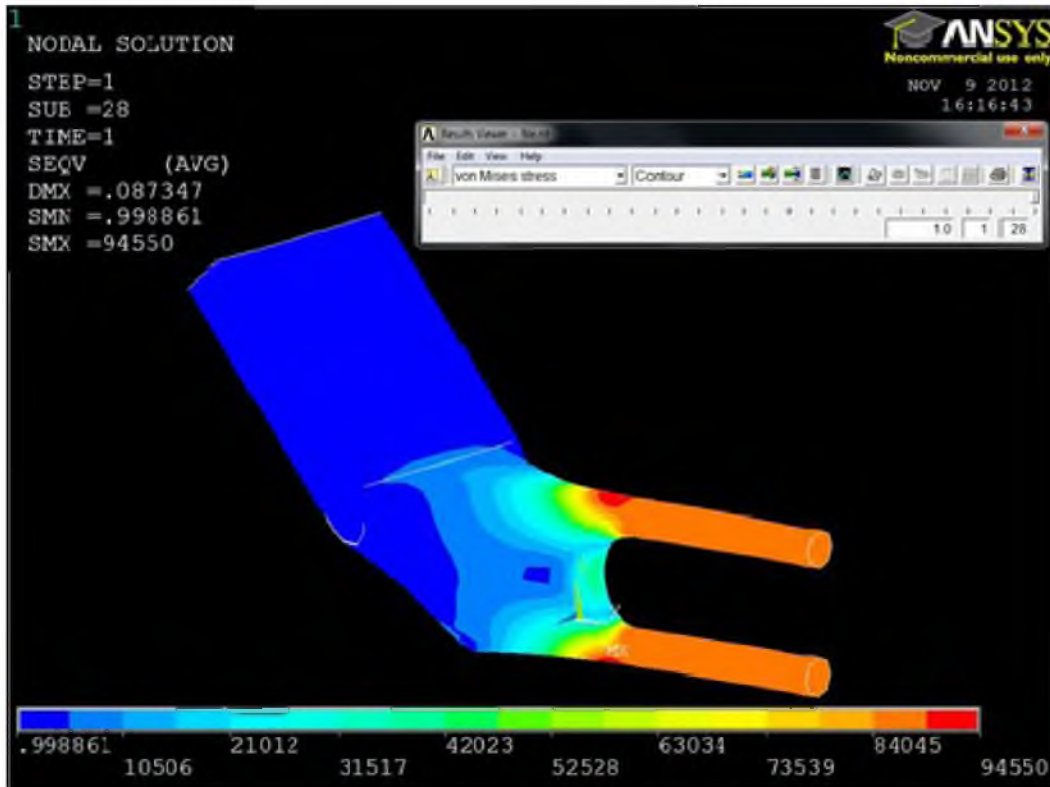 1
NODAL SOLUTION
STEP=1
SUB =28
TIME=1
SEQV (AVG)
DMX =.087347
SMN =.998861
SMX =94550
ANSYS
Noncommercial use only
NOV 9 2012
16:16:43
Results Viewer -
File Edit View Help
von Mises stress Contour
1.0 1 28
MX
.998861 21012 42023 63034 84045
10506 31517 52528 73539 94550